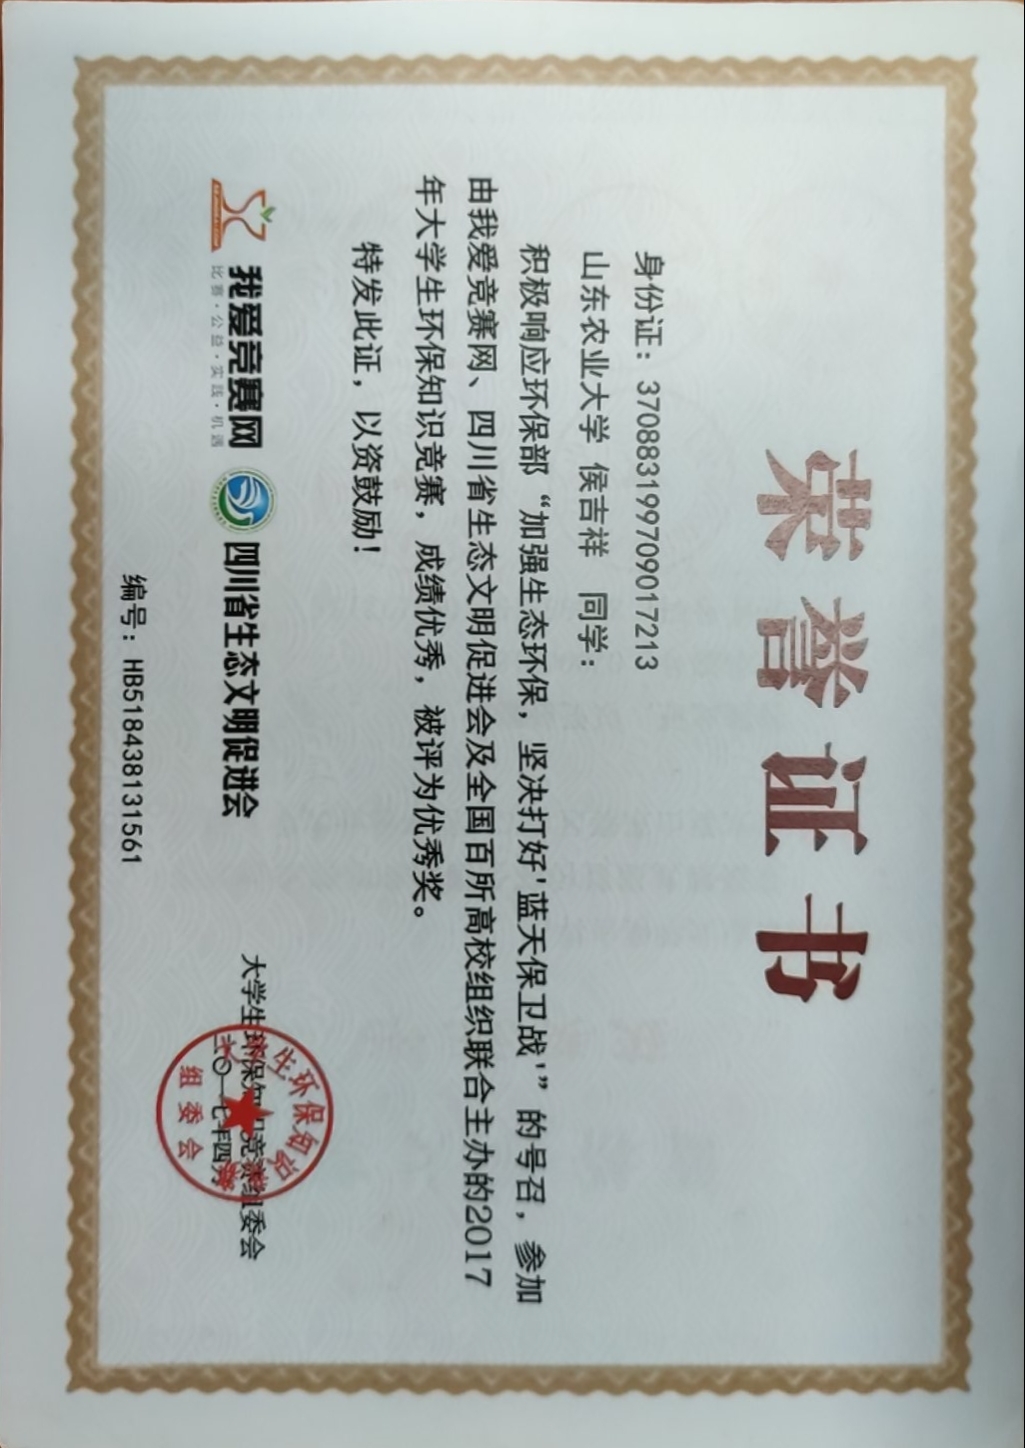 荣誉证书
身份证：370883199709017213
山东农业大学 侯吉祥 同学：
积极响应环保部“加强生态环保，坚决打好'蓝天保卫战'”的号召，参加
由我爱竞赛网、四川省生态文明促进会及全国百所高校组织联合主办的2017
年大学生环保知识竞赛，成绩优秀，被评为优秀奖。
特发此证，以资鼓励！
我爱竞赛网
比赛·公益·实践·机遇
四川省生态文明促进会
大学生环保知识竞赛组委会
二〇一七年四月
组委会
编号：HB518438131561